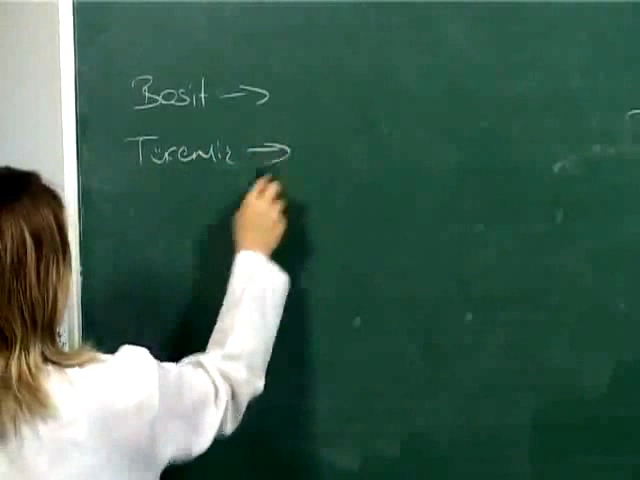 Basit →
Türemiş →